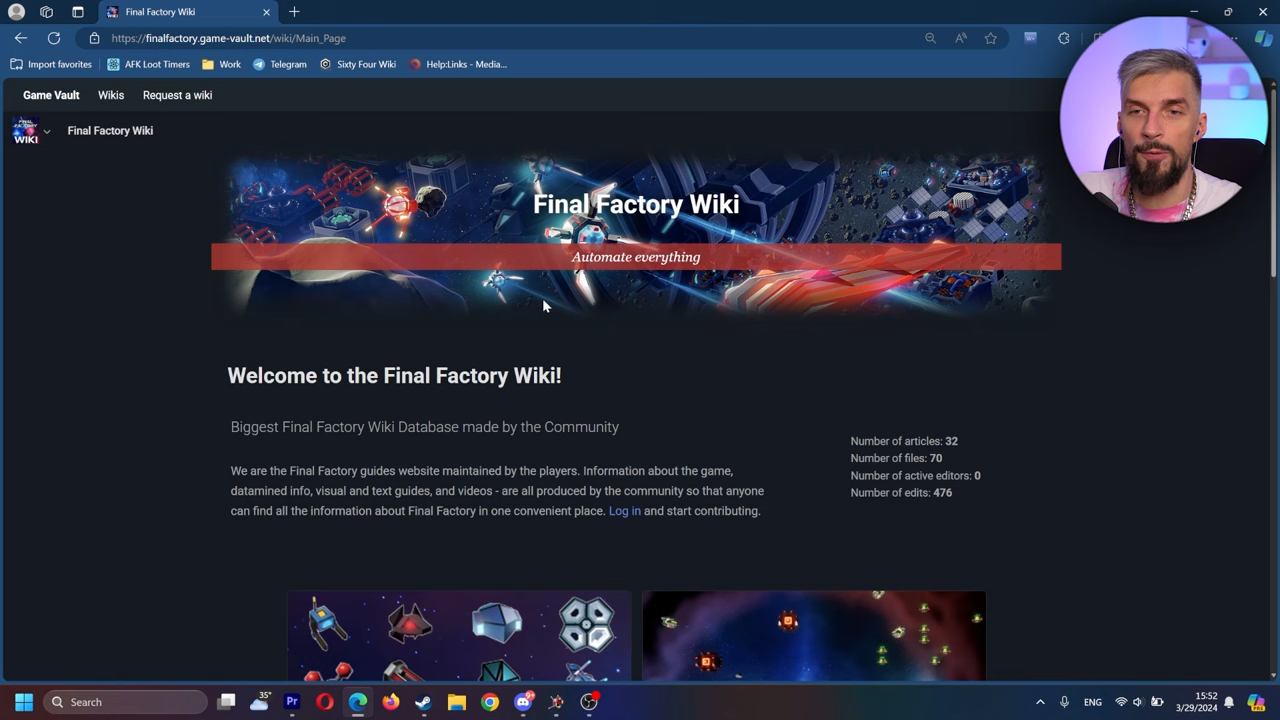 Final Factory Wiki
https://finalfactory.game-vault.net/wiki/Main_Page
Import favorites
AFK Loot Timers
Work
Telegram
Sixty Four Wiki
Help:Links - Media...
Game Vault
Wikis
Request a wiki
FINAL FACTORY WIKI
Final Factory Wiki
Final Factory Wiki
Automate everything
Welcome to the Final Factory Wiki!
Biggest Final Factory Wiki Database made by the Community
We are the Final Factory guides website maintained by the players. Information about the game,
datamined info, visual and text guides, and videos - are all produced by the community so that anyone
can find all the information about Final Factory in one convenient place. Log in and start contributing.
Number of articles: 32
Number of files: 70
Number of active editors: 0
Number of edits: 476
Search
35°
Pr
9+
ENG
15:52
3/29/2024
PRE